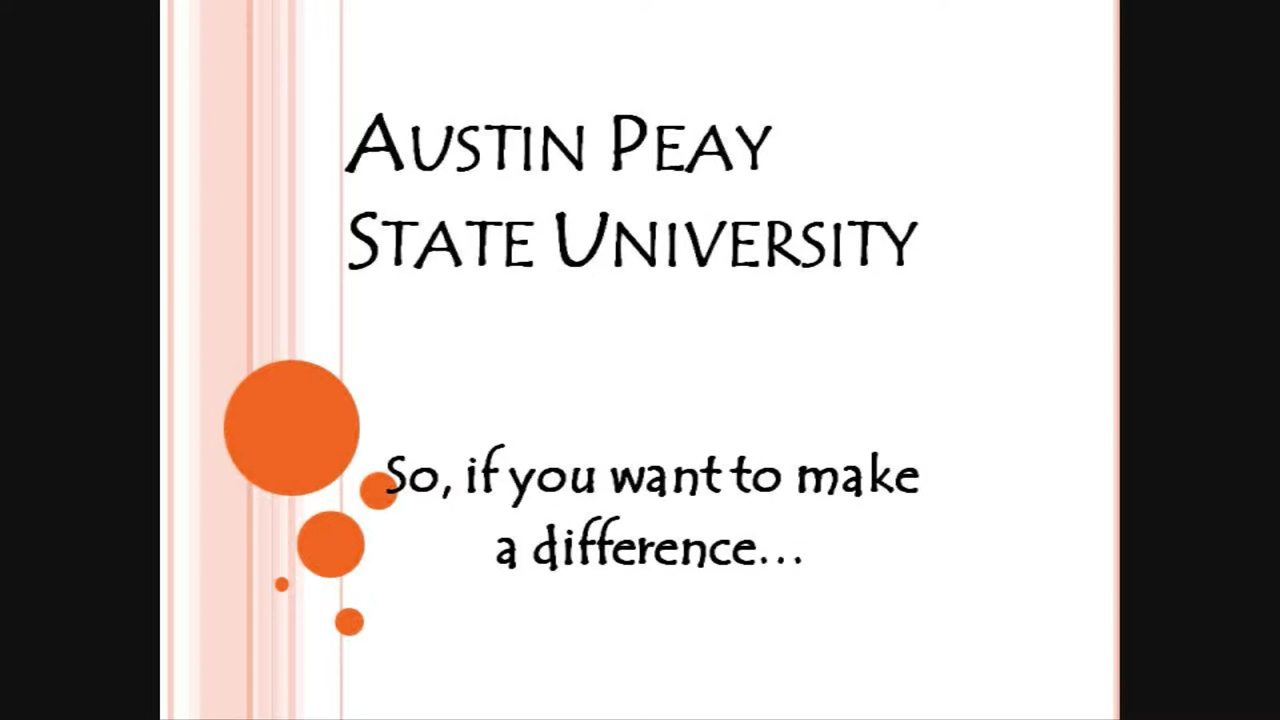 AUSTIN PEAY
STATE UNIVERSITY
So, if you want to make
a difference...